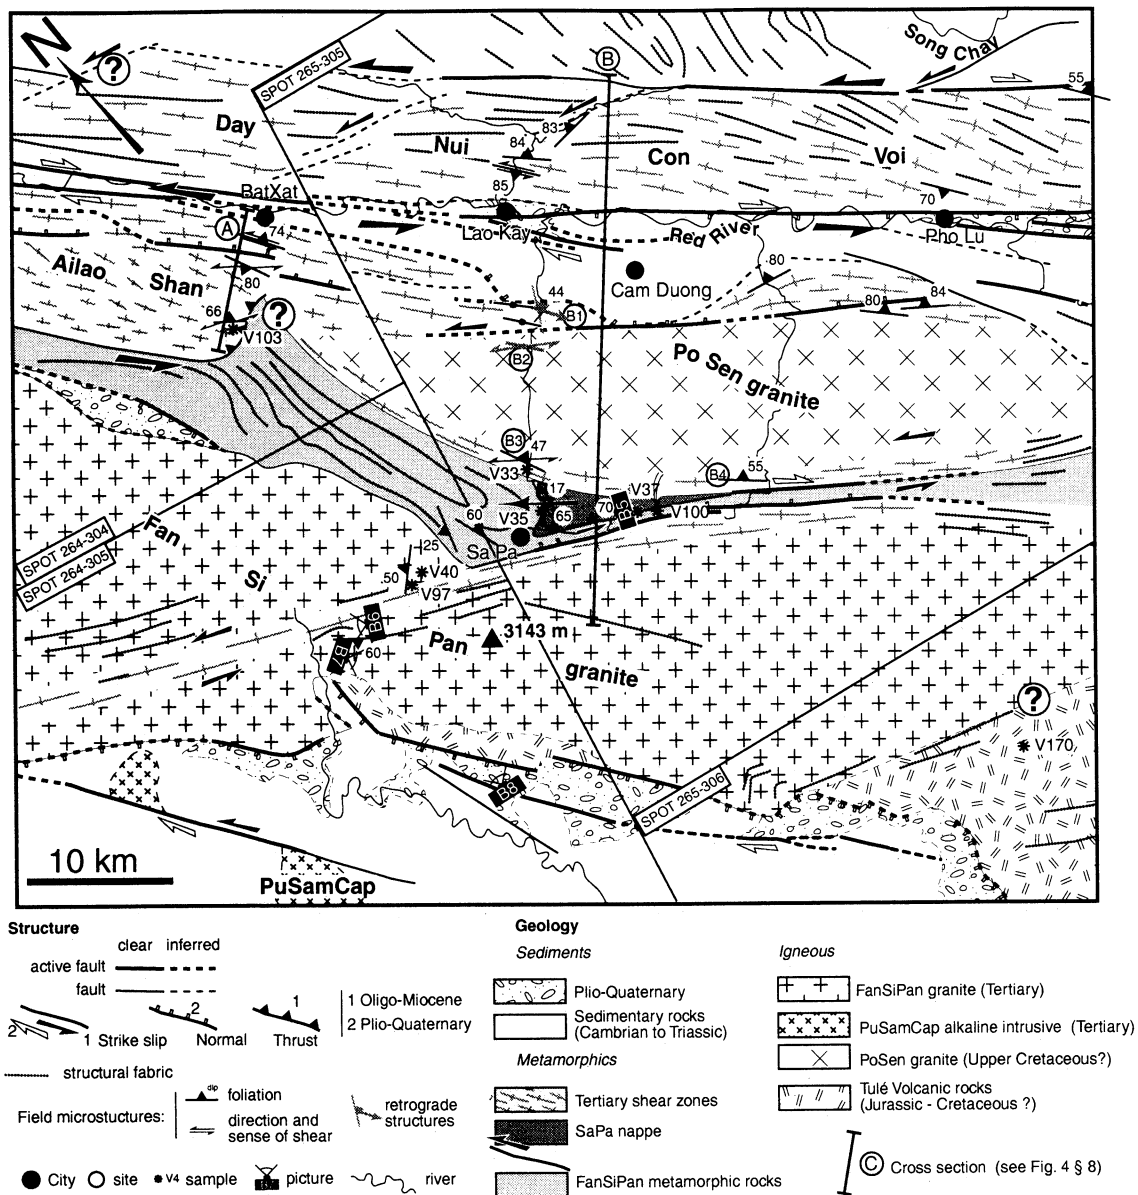 N
?
SPOT 265-305
B
Song Chay
55
Day
Nui
Con
Voi
83
84
85
70
BatXat
Lao Kay
Red River
Pho Lu
A
74
Ailao
Shan
80
80
Cam Duong
44
B1
80
84
66
?
V103
B2
Po Sen granite
B3
47
V33
17
B4
55
V37
60
V35
65
70
B5
V100
Sa Pa
SPOT 264-304
SPOT 264-305
Fan
Si
Pan
granite
25
50
V40
V97
B6
B7
60
3143 m
?
V170
B8
SPOT 265-306
10 km
PuSamCap
Structure
clear inferred
active fault
fault
2
1 Strike slip
2
Normal
1
Thrust
1 Oligo-Miocene
2 Plio-Quaternary
structural fabric
Field microstuctures:
dip
foliation
direction and
sense of shear
retrograde
structures
City
site
V4 sample
picture
river
Geology
Sediments
Plio-Quaternary
Sedimentary rocks
(Cambrian to Triassic)
Metamorphics
Tertiary shear zones
SaPa nappe
FanSiPan metamorphic rocks
Igneous
FanSiPan granite (Tertiary)
PuSamCap alkaline intrusive (Tertiary)
PoSen granite (Upper Cretaceous?)
Tulé Volcanic rocks
(Jurassic - Cretaceous ?)
C Cross section (see Fig. 4 § 8)